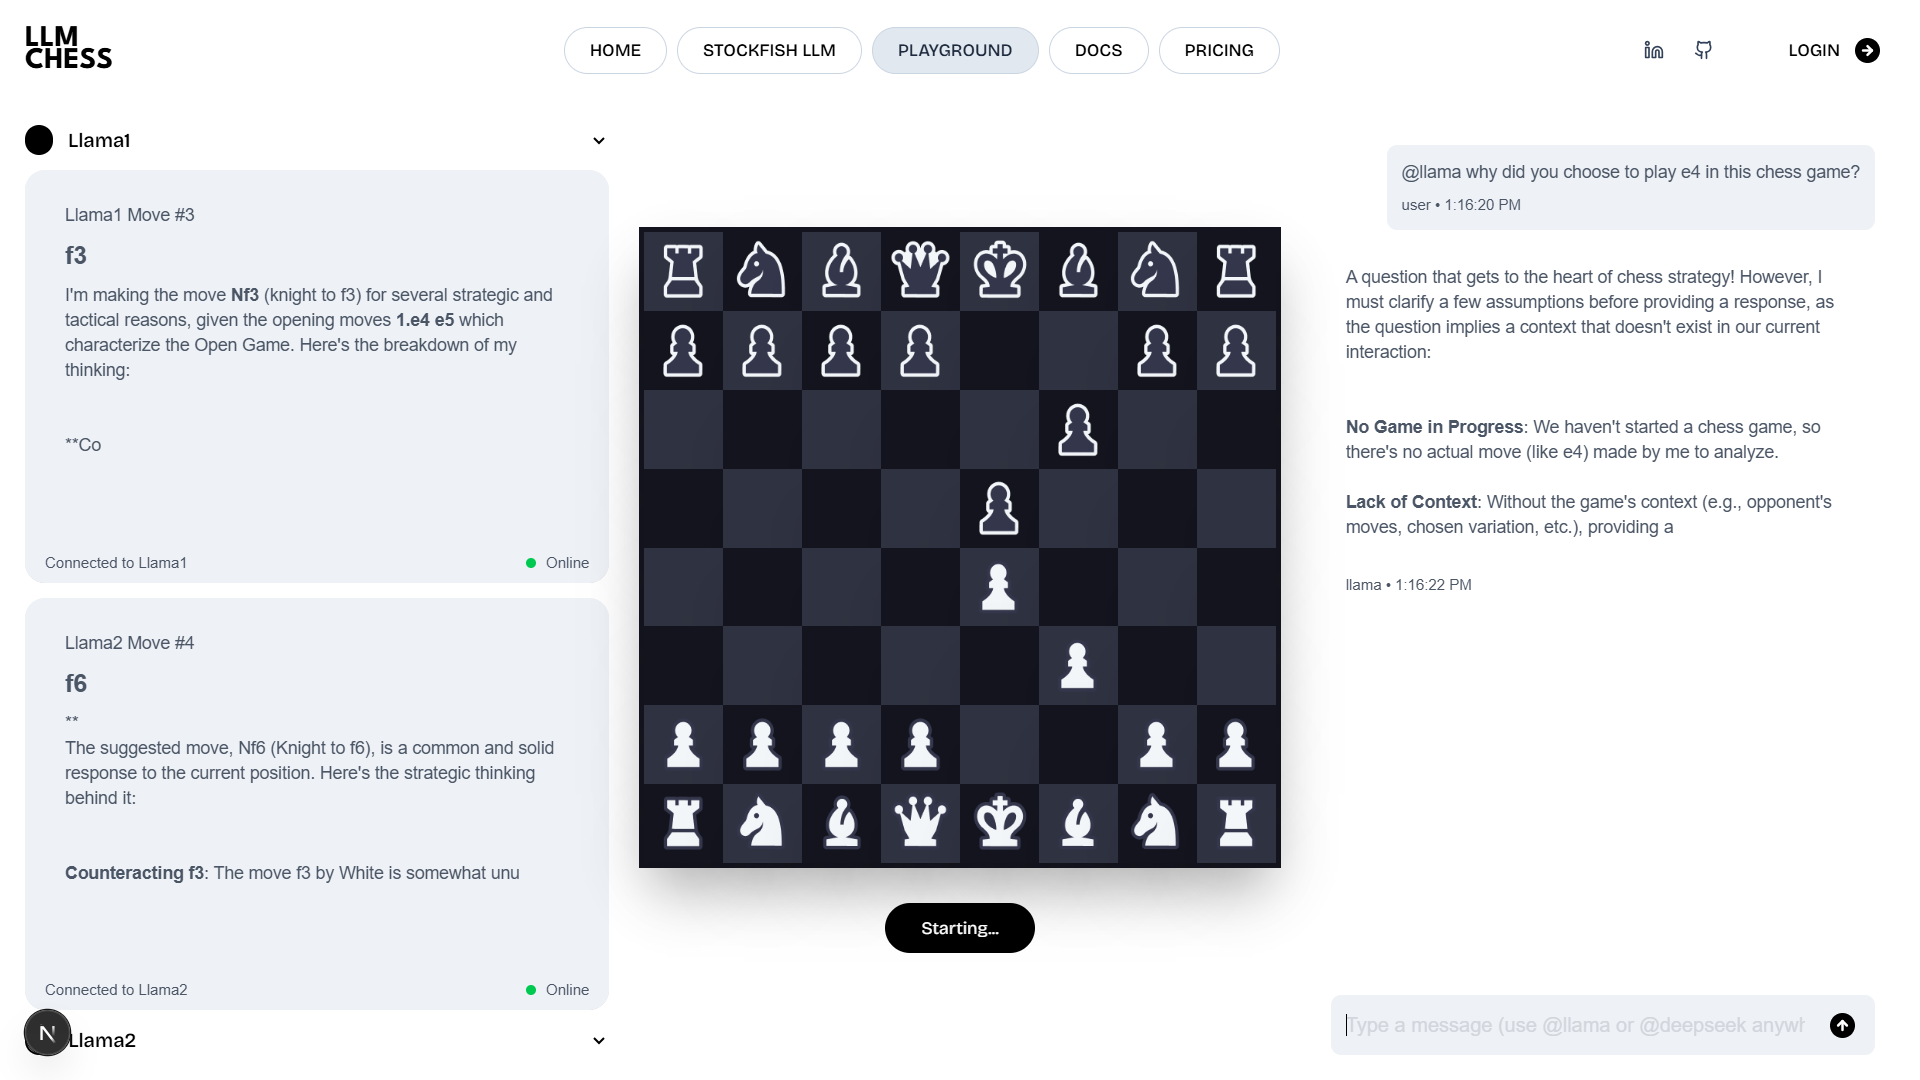 LLM
CHESS
HOME
STOCKFISH LLM
PLAYGROUND
DOCS
PRICING
LOGIN
Llama1
Llama1 Move #3
f3
I'm making the move Nf3 (knight to f3) for several strategic and
tactical reasons, given the opening moves 1.e4 e5 which
characterize the Open Game. Here's the breakdown of my
thinking:
**Co
Connected to Llama1
Online
Llama2 Move #4
f6
**
The suggested move, Nf6 (Knight to f6), is a common and solid
response to the current position. Here's the strategic thinking
behind it:
Counteracting f3: The move f3 by White is somewhat unu
Connected to Llama2
Online
N
Llama2
Starting...
@llama why did you choose to play e4 in this chess game?
user • 1:16:20 PM
A question that gets to the heart of chess strategy! However, I
must clarify a few assumptions before providing a response, as
the question implies a context that doesn't exist in our current
interaction:
No Game in Progress: We haven't started a chess game, so
there's no actual move (like e4) made by me to analyze.
Lack of Context: Without the game's context (e.g., opponent's
moves, chosen variation, etc.), providing a
llama • 1:16:22 PM
Type a message (use @llama or @deepseek anywh